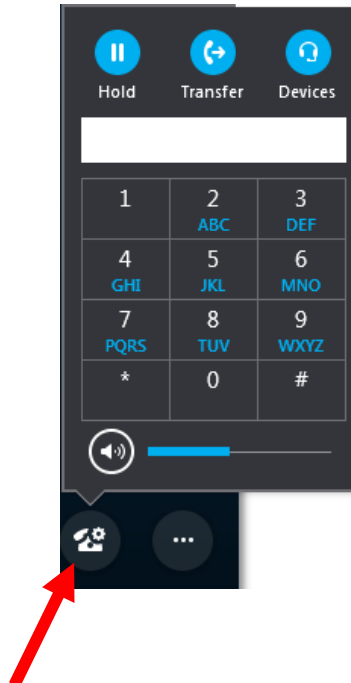 Hold Transfer Devices
1 2 3
ABC DEF
4 5 6
GHI JKL MNO
7 8 9
PQRS TUV WXYZ
* 0 #